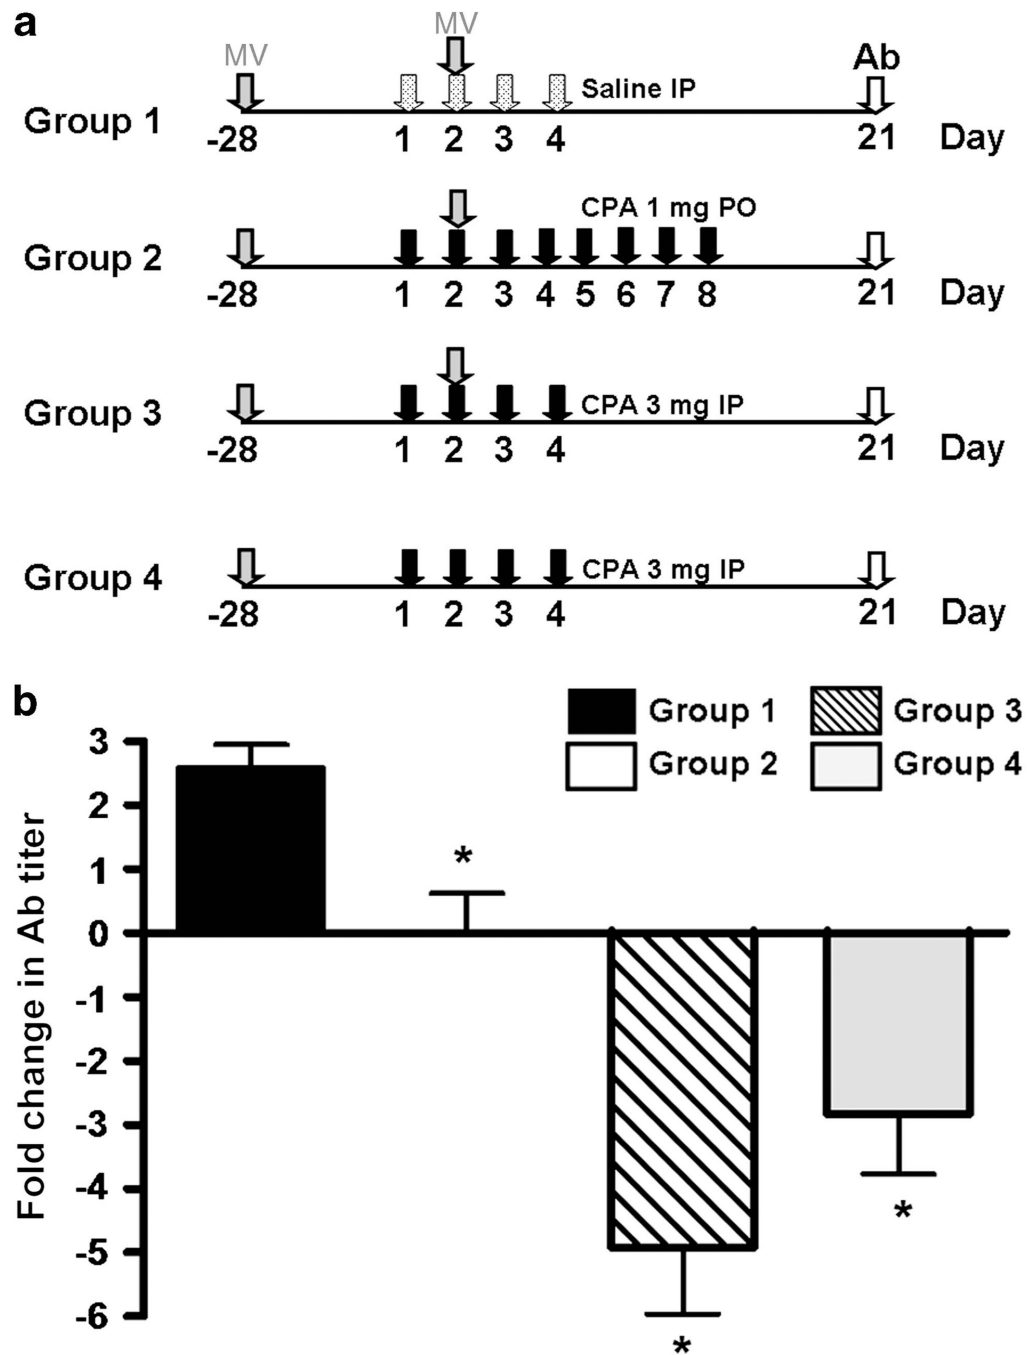 a
MV
MV
Ab
Saline IP
Group 1
-28 1 2 3 4 21 Day
CPA 1 mg PO
Group 2
-28 1 2 3 4 5 6 7 8 21 Day
Group 3
CPA 3 mg IP
-28 1 2 3 4 21 Day
Group 4
CPA 3 mg IP
-28 1 2 3 4 21 Day
b
Group 1 Group 3
Group 2 Group 4
Fold change in Ab titer
3
2
1
0
-1
-2
-3
-4
-5
-6
*
*
*